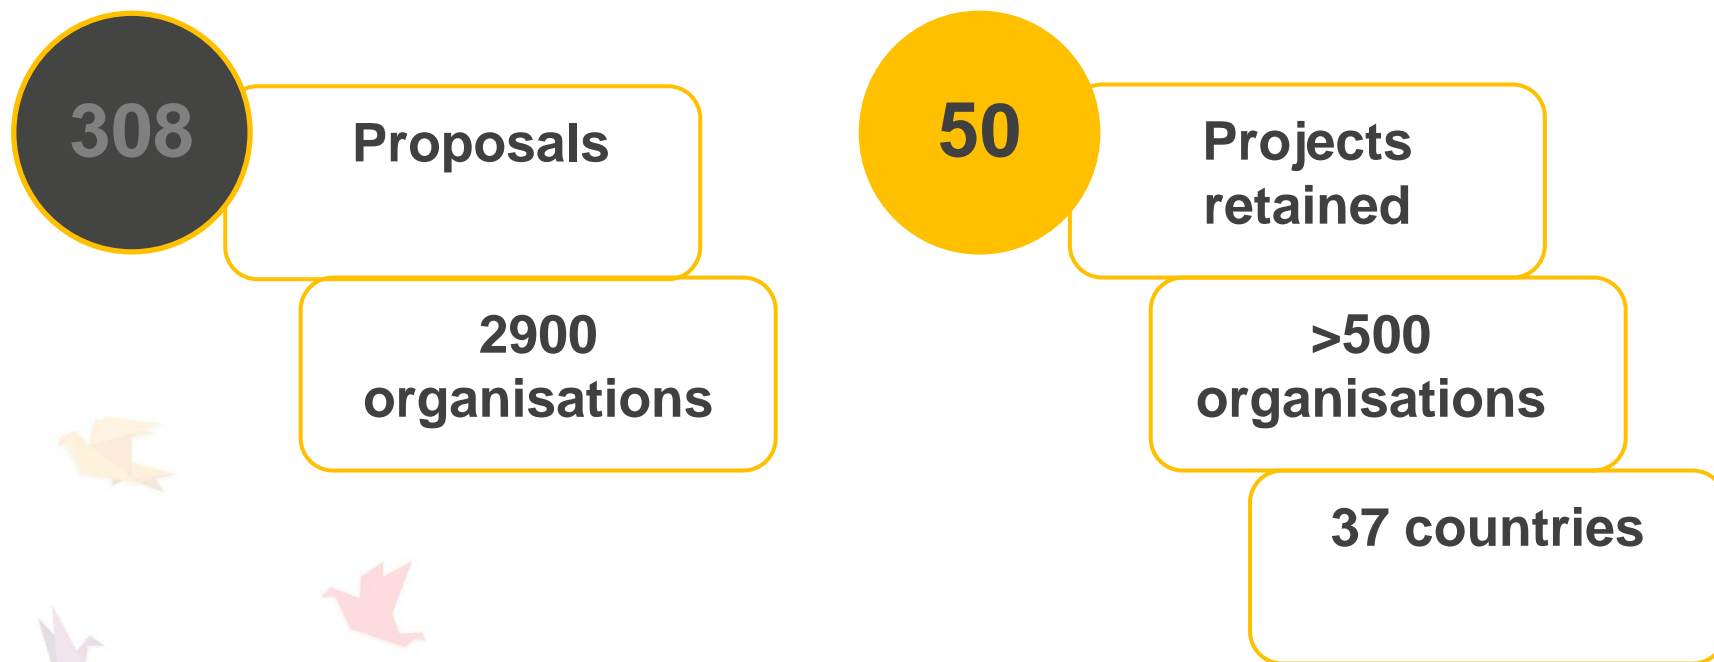 308
Proposals
2900
organisations
50
Projects
retained
>500
organisations
37 countries